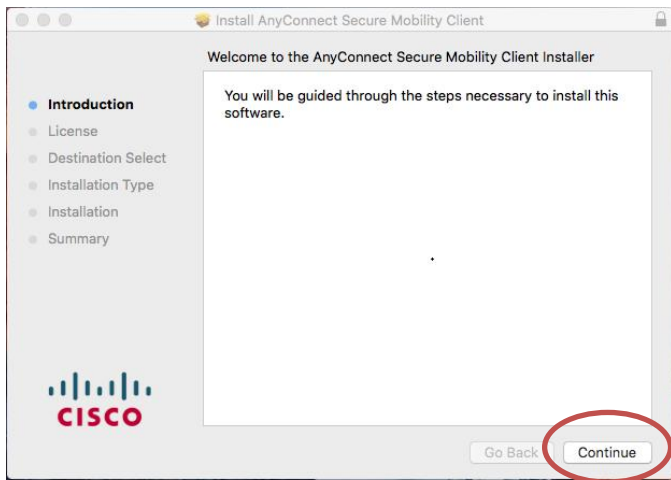 Install AnyConnect Secure Mobility Client
Welcome to the AnyConnect Secure Mobility Client Installer
Introduction
License
Destination Select
Installation Type
Installation
Summary
You will be guided through the steps necessary to install this
software.
CISCO
Go Back
Continue